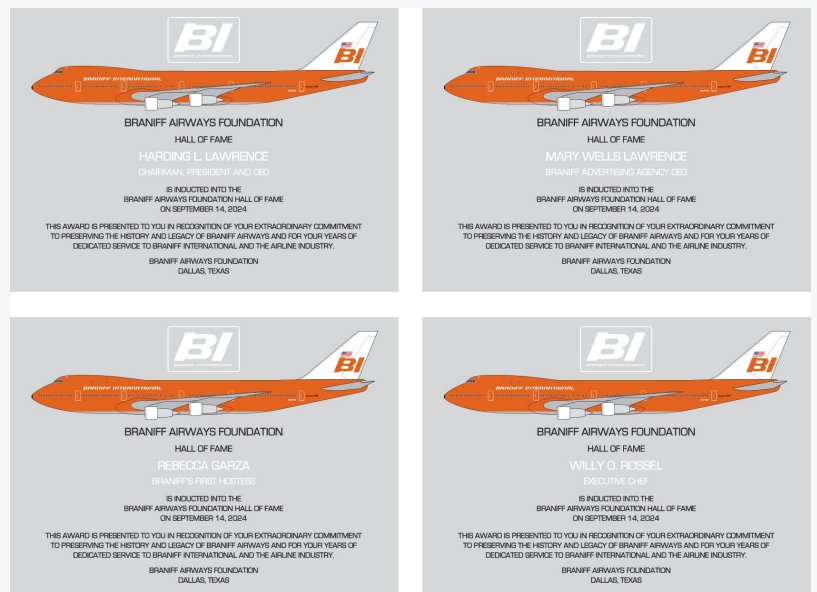 BI
BRANIFF INTERNATIONAL
BI
BRANIFF INTERNATIONAL
BRANIFF AIRWAYS FOUNDATION
HALL OF FAME
HARDING L. LAWRENCE
CHAIRMAN, PRESIDENT AND CEO
IS INDUCTED INTO THE
BRANIFF AIRWAYS FOUNDATION HALL OF FAME
ON SEPTEMBER 14, 2024
THIS AWARD IS PRESENTED TO YOU IN RECOGNITION OF YOUR EXTRAORDINARY COMMITMENT
TO PRESERVING THE HISTORY AND LEGACY OF BRANIFF AIRWAYS AND FOR YOUR YEARS OF
DEDICATED SERVICE TO BRANIFF INTERNATIONAL AND THE AIRLINE INDUSTRY.
BRANIFF AIRWAYS FOUNDATION
DALLAS, TEXAS
BI
BRANIFF INTERNATIONAL
BI
BRANIFF INTERNATIONAL
BRANIFF AIRWAYS FOUNDATION
HALL OF FAME
MARY WELLS LAWRENCE
BRANIFF ADVERTISING AGENCY CEO
IS INDUCTED INTO THE
BRANIFF AIRWAYS FOUNDATION HALL OF FAME
ON SEPTEMBER 14, 2024
THIS AWARD IS PRESENTED TO YOU IN RECOGNITION OF YOUR EXTRAORDINARY COMMITMENT
TO PRESERVING THE HISTORY AND LEGACY OF BRANIFF AIRWAYS AND FOR YOUR YEARS OF
DEDICATED SERVICE TO BRANIFF INTERNATIONAL AND THE AIRLINE INDUSTRY.
BRANIFF AIRWAYS FOUNDATION
DALLAS, TEXAS
BI
BRANIFF INTERNATIONAL
BI
BRANIFF INTERNATIONAL
BRANIFF AIRWAYS FOUNDATION
HALL OF FAME
REBECCA GARZA
BRANIFF'S FIRST HOSTESS
IS INDUCTED INTO THE
BRANIFF AIRWAYS FOUNDATION HALL OF FAME
ON SEPTEMBER 14, 2024
THIS AWARD IS PRESENTED TO YOU IN RECOGNITION OF YOUR EXTRAORDINARY COMMITMENT
TO PRESERVING THE HISTORY AND LEGACY OF BRANIFF AIRWAYS AND FOR YOUR YEARS OF
DEDICATED SERVICE TO BRANIFF INTERNATIONAL AND THE AIRLINE INDUSTRY.
BRANIFF AIRWAYS FOUNDATION
DALLAS, TEXAS
BI
BRANIFF INTERNATIONAL
BI
BRANIFF INTERNATIONAL
BRANIFF AIRWAYS FOUNDATION
HALL OF FAME
WILLY O. ROSSEL
EXECUTIVE CHEF
IS INDUCTED INTO THE
BRANIFF AIRWAYS FOUNDATION HALL OF FAME
ON SEPTEMBER 14, 2024
THIS AWARD IS PRESENTED TO YOU IN RECOGNITION OF YOUR EXTRAORDINARY COMMITMENT
TO PRESERVING THE HISTORY AND LEGACY OF BRANIFF AIRWAYS AND FOR YOUR YEARS OF
DEDICATED SERVICE TO BRANIFF INTERNATIONAL AND THE AIRLINE INDUSTRY.
BRANIFF AIRWAYS FOUNDATION
DALLAS, TEXAS